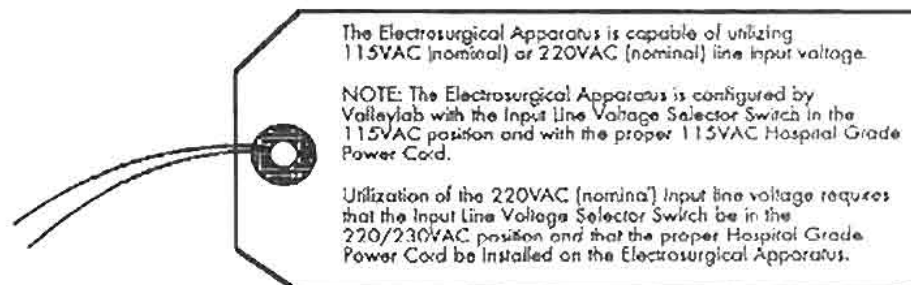 The Electrosurgical Apparatus is capable of utilizing
115VAC (nominal) or 220VAC (nominal) line input voltage.
NOTE: The Electrosurgical Apparatus is configured by
Valleylab with the Input Line Voltage Selector Switch in the
115VAC position and with the proper 115VAC Hospital Grade
Power Cord.
Utilization of the 220VAC (nominal) Input line voltage requires
that the Input Line Voltage Selector Switch be in the
220/230VAC position and that the proper Hospital Grade
Power Cord be Installed on the Electrosurgical Apparatus.